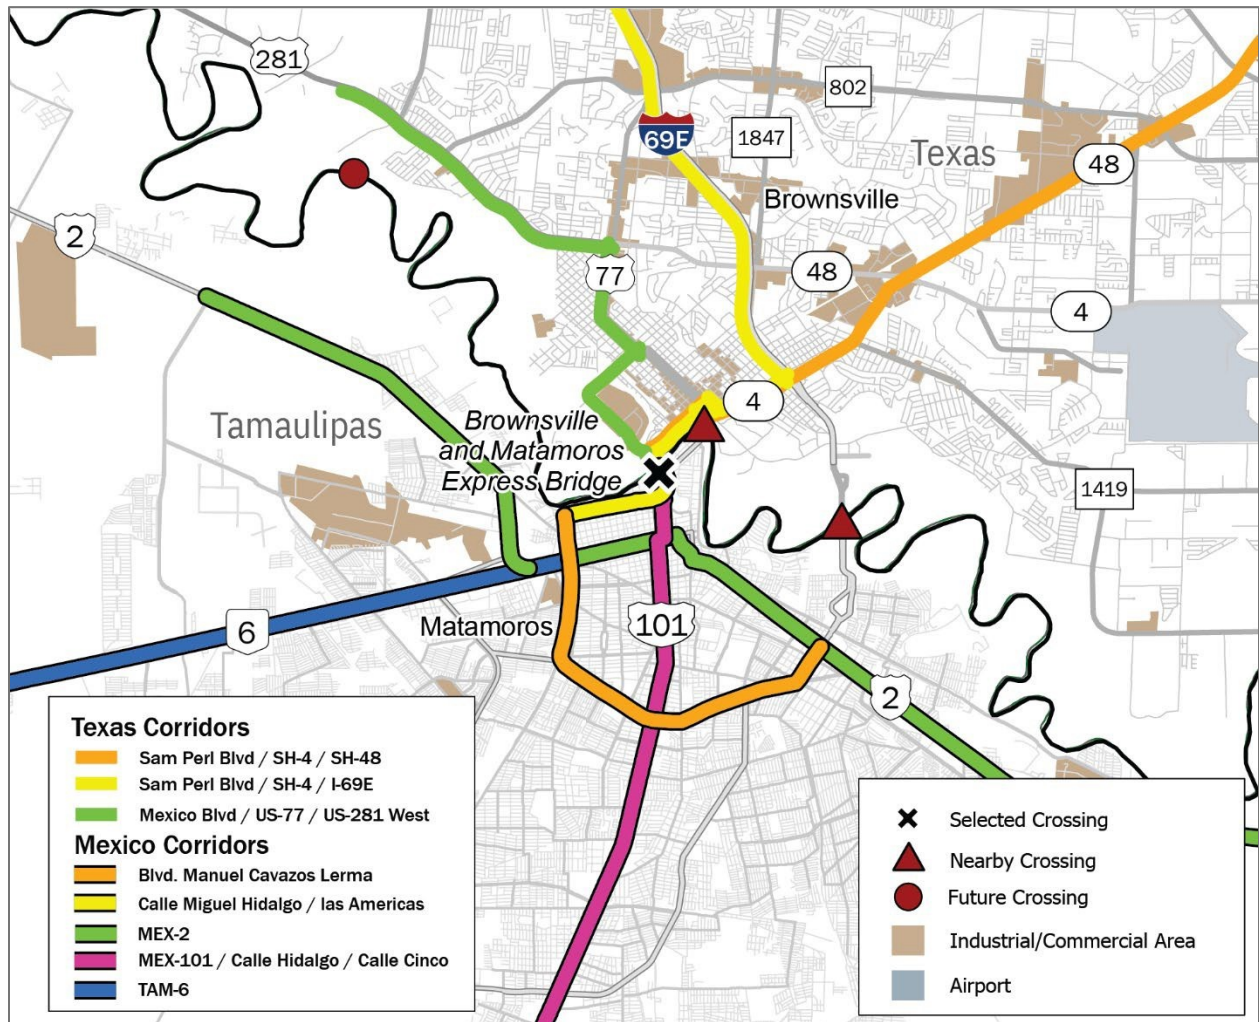 281
802
69E
1847
Texas
48
Brownsville
2
77
48
4
Tamaulipas
4
Brownsville
and Matamoros
Express Bridge
1419
6
Matamoros
101
2
Texas Corridors
Sam Perl Blvd / SH-4 / SH-48
Sam Perl Blvd / SH-4 / I-69E
Mexico Blvd / US-77 / US-281 West
Mexico Corridors
Blvd. Manuel Cavazos Lerma
Calle Miguel Hidalgo / las Americas
MEX-2
MEX-101 / Calle Hidalgo / Calle Cinco
TAM-6
Selected Crossing
Nearby Crossing
Future Crossing
Industrial/Commercial Area
Airport